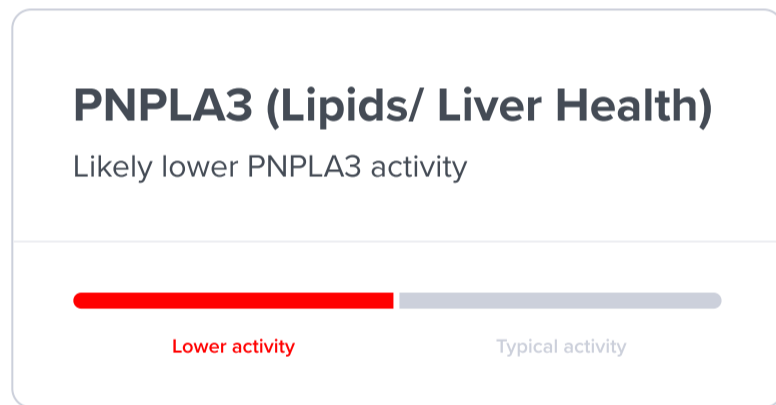 PNPLA3 (Lipids/ Liver Health)
Likely lower PNPLA3 activity
Lower activity
Typical activity